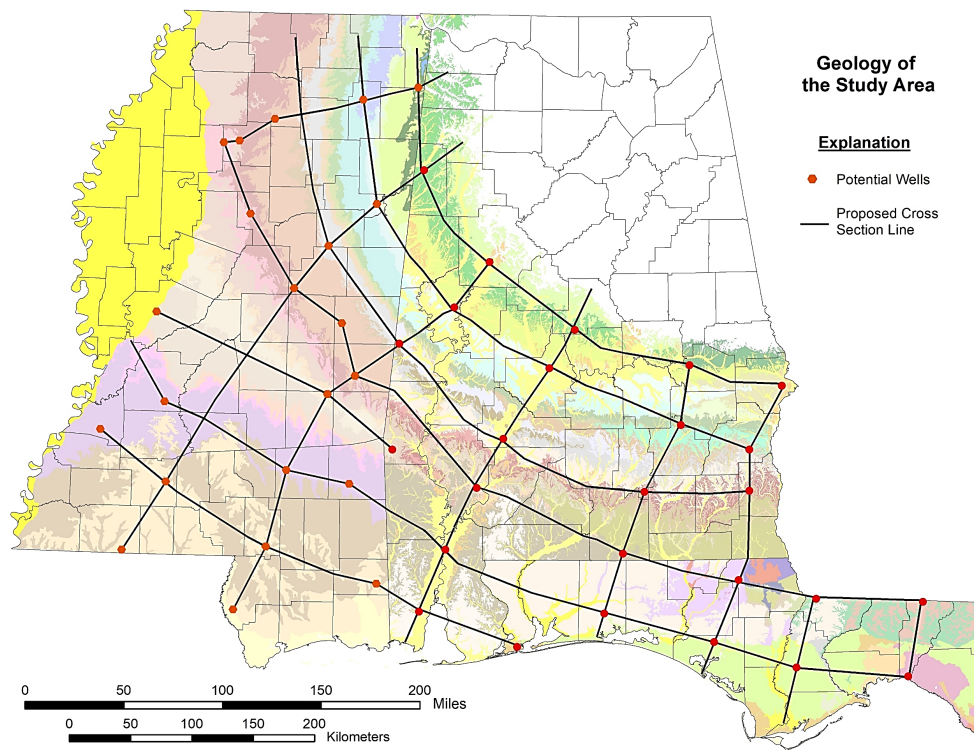 Geology of
the Study Area
Explanation
Potential Wells
Proposed Cross
Section Line
0 50 100 150 200
Miles
0 50 100 150 200
Kilometers